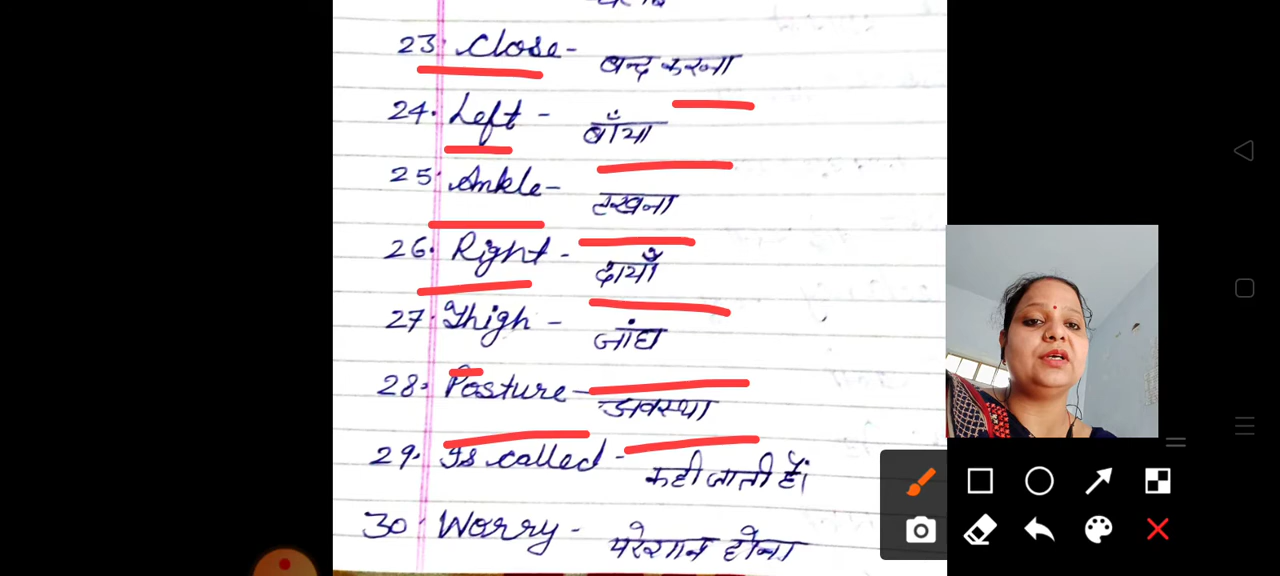 23. Close- बन्द करना
24. Left - बाँया
25. Ankle- टखना
26. Right - दायाँ
27. Thigh - जांघ
28. Posture- अवस्था
29. Is called - कही जाती हैं।
30. Worry - परेशान होना